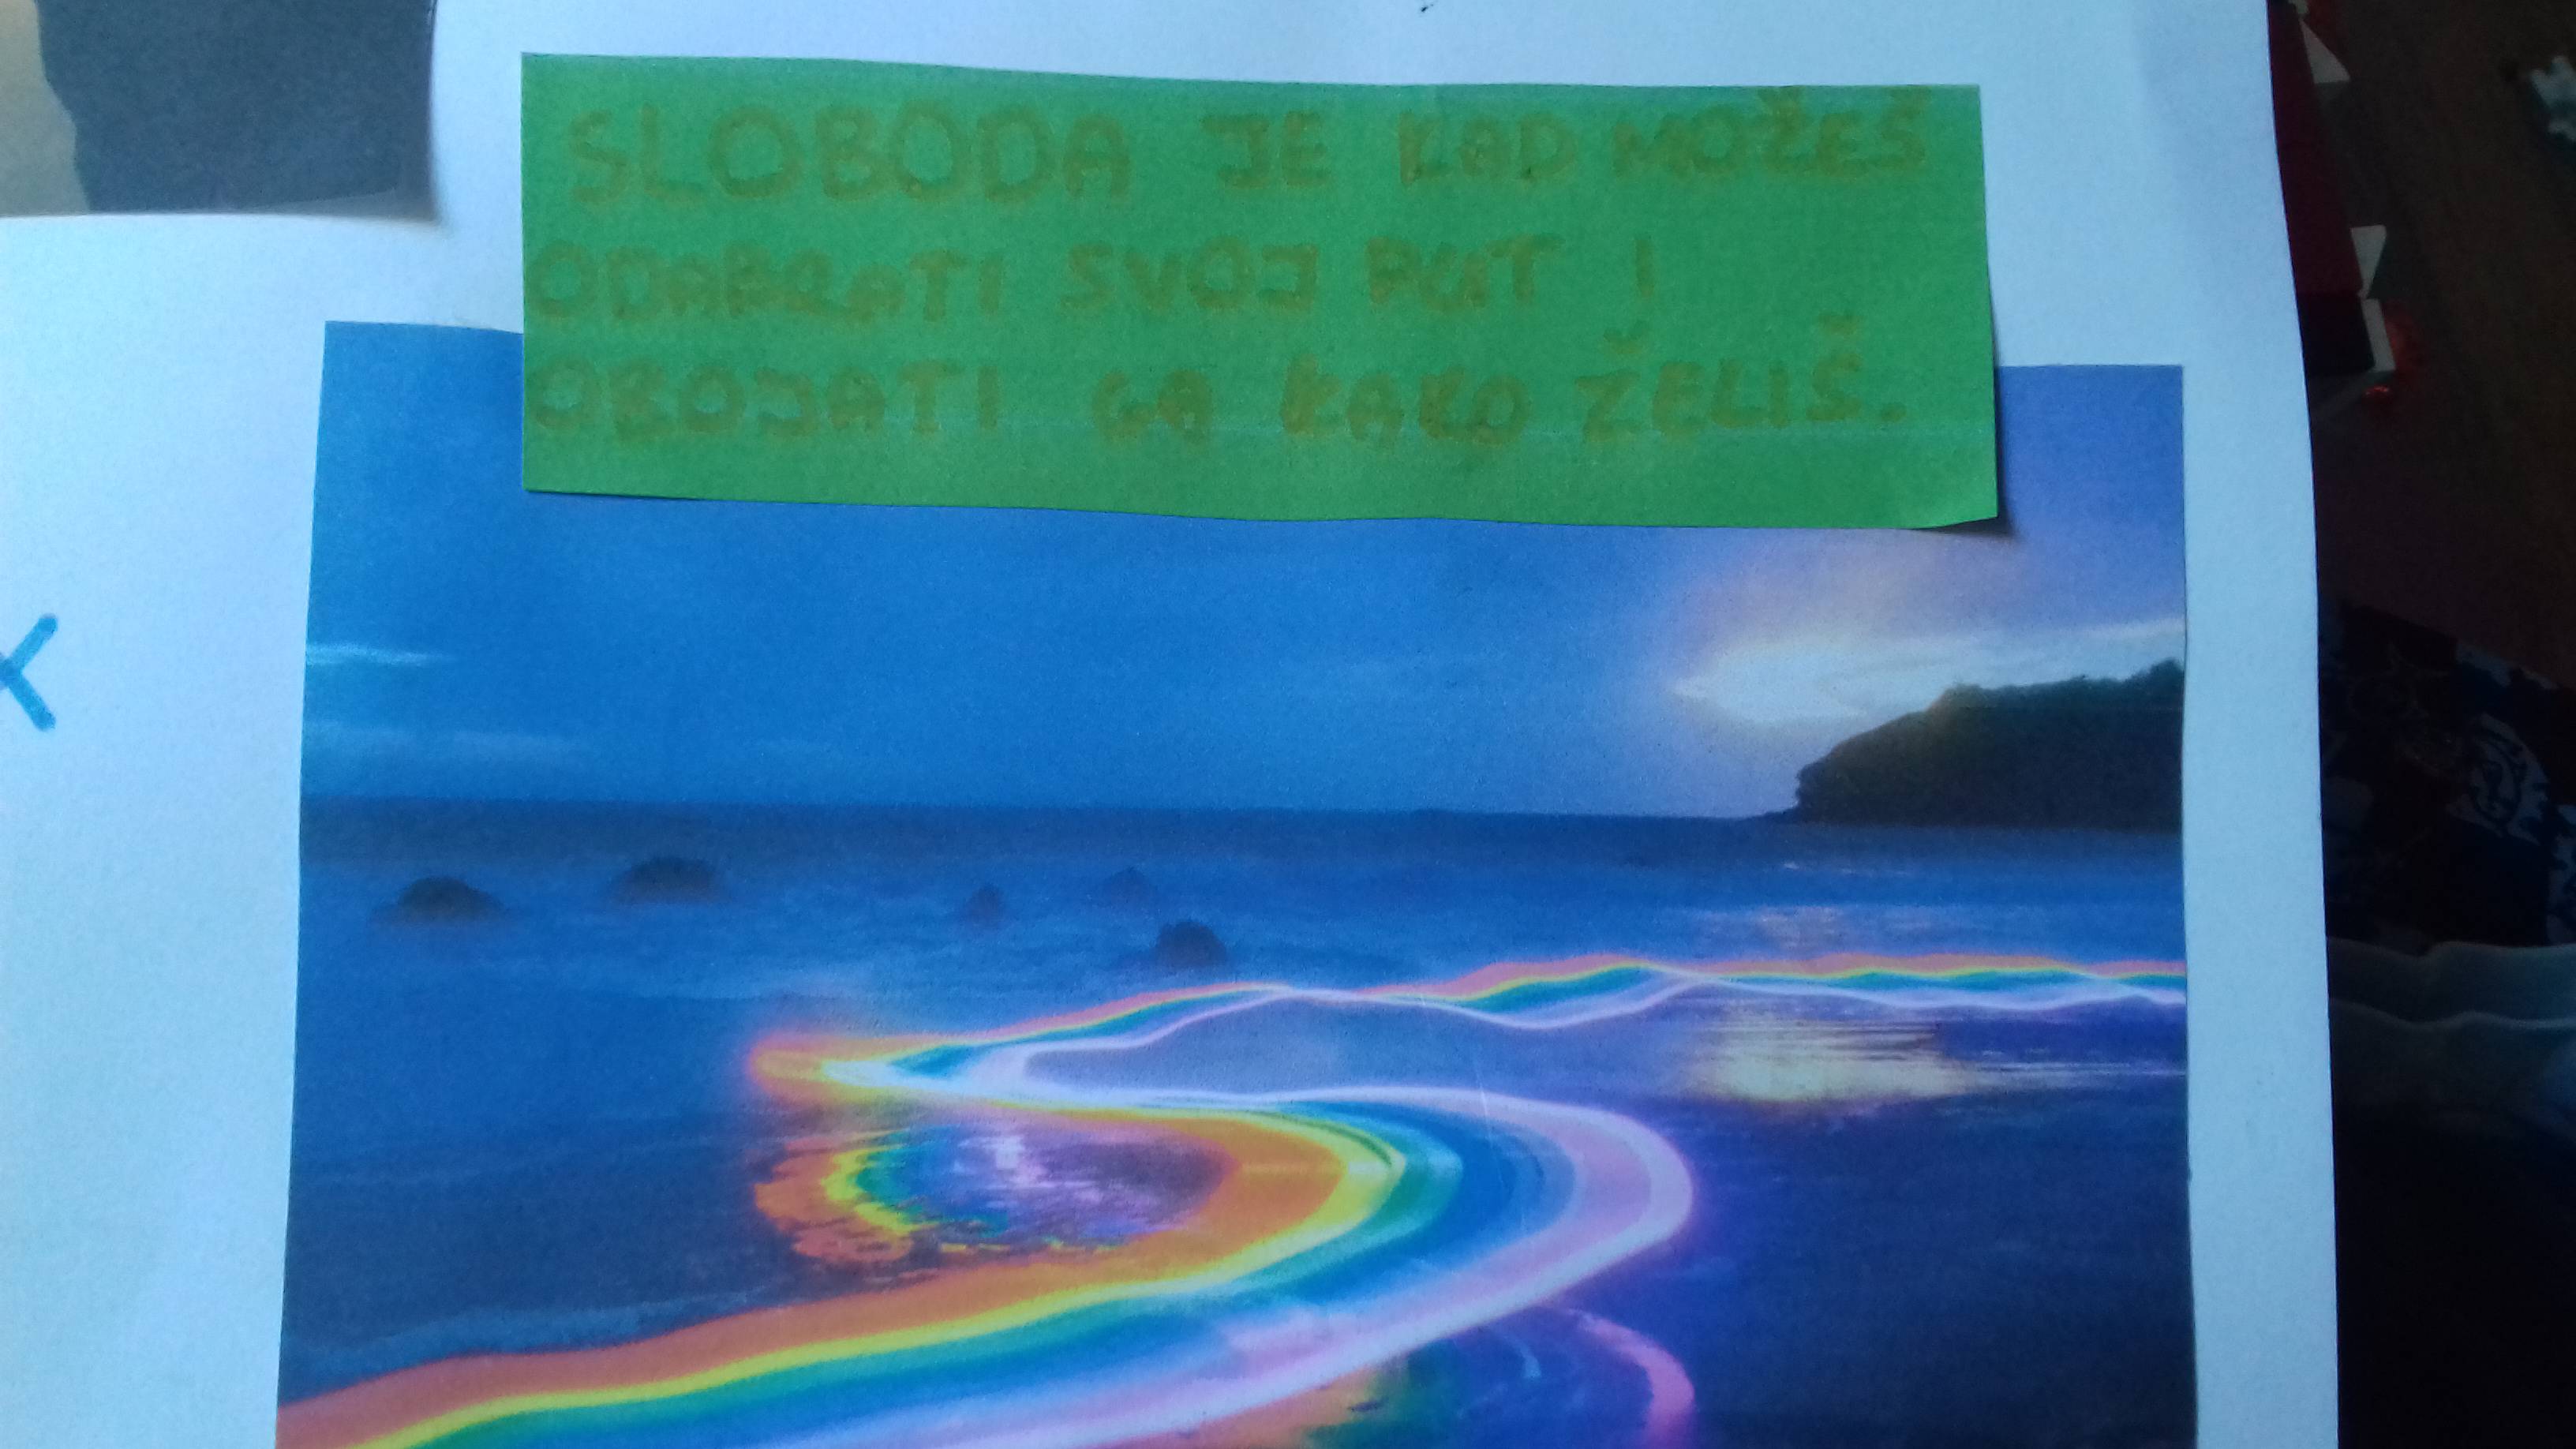 SLOBODA JE KAD MOŽEŠ
ODABRATI SVOJ PUT I
OBOJATI GA KAKO ŽELIŠ.
K